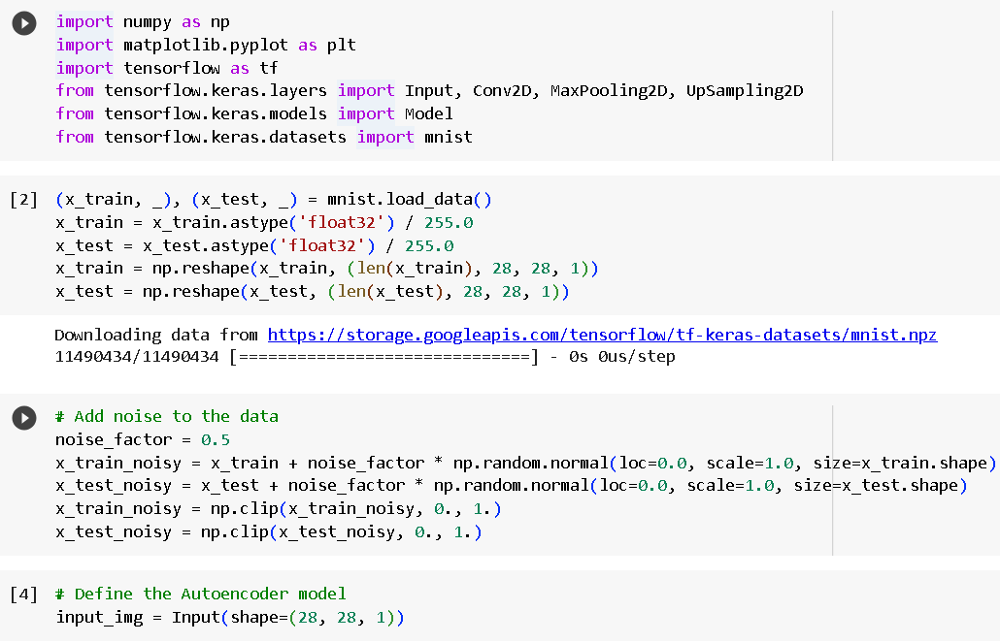 import numpy as np
import matplotlib.pyplot as plt
import tensorflow as tf
from tensorflow.keras.layers import Input, Conv2D, MaxPooling2D, UpSampling2D
from tensorflow.keras.models import Model
from tensorflow.keras.datasets import mnist
[2] (x_train, _), (x_test, _) = mnist.load_data()
x_train = x_train.astype('float32') / 255.0
x_test = x_test.astype('float32') / 255.0
x_train = np.reshape(x_train, (len(x_train), 28, 28, 1))
x_test = np.reshape(x_test, (len(x_test), 28, 28, 1))
Downloading data from https://storage.googleapis.com/tensorflow/tf-keras-datasets/mnist.npz
11490434/11490434 [==============================] - 0s 0us/step
# Add noise to the data
noise_factor = 0.5
x_train_noisy = x_train + noise_factor * np.random.normal(loc=0.0, scale=1.0, size=x_train.shape)
x_test_noisy = x_test + noise_factor * np.random.normal(loc=0.0, scale=1.0, size=x_test.shape)
x_train_noisy = np.clip(x_train_noisy, 0., 1.)
x_test_noisy = np.clip(x_test_noisy, 0., 1.)
[4] # Define the Autoencoder model
input_img = Input(shape=(28, 28, 1))